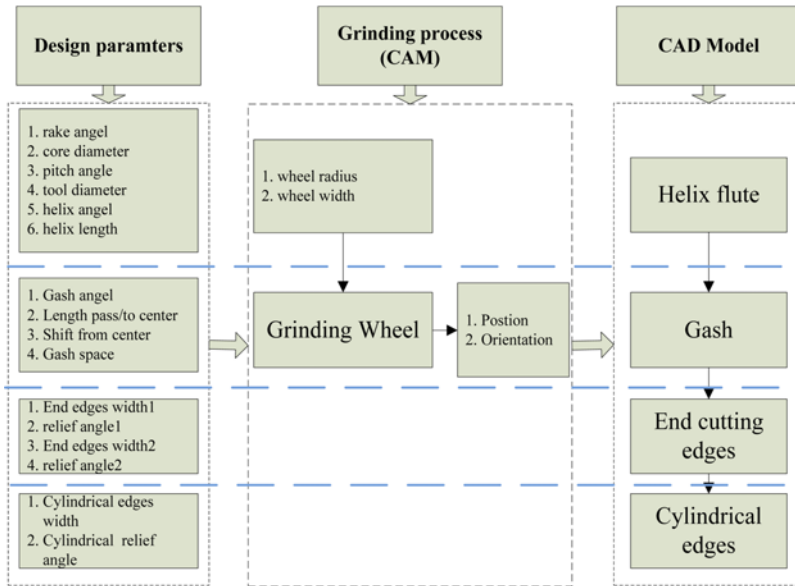 Design paramters
Grinding process
(CAM)
CAD Model
1. rake angel
2. core diameter
3. pitch angle
4. tool diameter
5. helix angel
6. helix length
1. wheel radius
2. wheel width
Helix flute
1. Gash angel
2. Length pass/to center
3. Shift from center
4. Gash space
Grinding Wheel
1. Postion
2. Orientation
Gash
1. End edges width1
2. relief angle1
3. End edges width2
4. relief angle2
End cutting
edges
1. Cylindrical edges
width
2. Cylindrical relief
angle
Cylindrical
edges